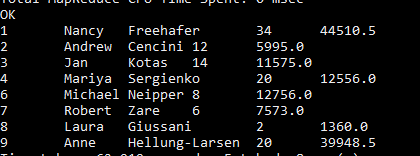 Total MapReduce CPU Time Spent: 0 msec
OK
1 Nancy Freehafer 34 44510.5
2 Andrew Cencini 12 5995.0
3 Jan Kotas 14 11575.0
4 Mariya Sergienko 20 12556.0
6 Michael Neipper 8 12756.0
7 Robert Zare 6 7573.0
8 Laura Giussani 2 1360.0
9 Anne Hellung-Larsen 20 39948.5